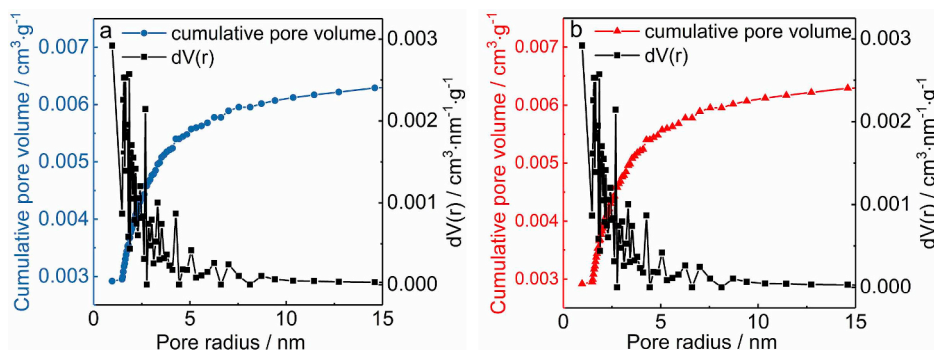 a
cumulative pore volume
dV(r)
Cumulative pore volume / cm³·g⁻¹
0.007
0.006
0.005
0.004
0.003
0.003
0.002
0.001
0.000
dV(r) / cm³·nm⁻¹·g⁻¹
0 5 10 15
Pore radius / nm
b
cumulative pore volume
dV(r)
Cumulative pore volume / cm³·g⁻¹
0.007
0.006
0.005
0.004
0.003
0.003
0.002
0.001
0.000
dV(r) / cm³·nm⁻¹·g⁻¹
0 5 10 15
Pore radius / nm